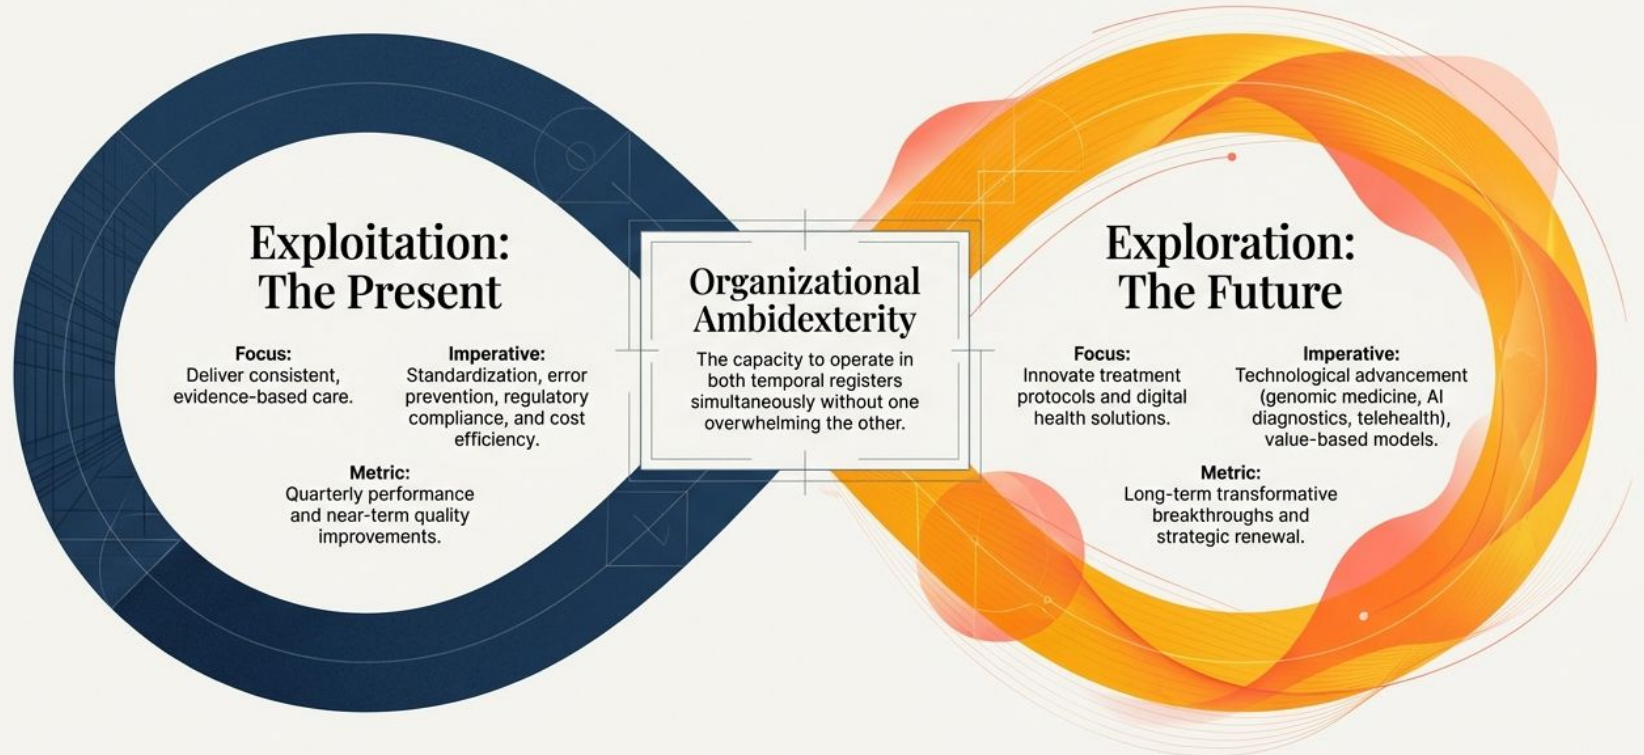 Exploitation:
The Present
Focus:
Deliver consistent,
evidence-based care.
Imperative:
Standardization, error
prevention, regulatory
compliance, and cost
efficiency.
Metric:
Quarterly performance
and near-term quality
improvements.
Organizational
Ambidexterity
The capacity to operate in
both temporal registers
simultaneously without one
overwhelming the other.
Exploration:
The Future
Focus:
Innovate treatment
protocols and digital
health solutions.
Imperative:
Technological advancement
(genomic medicine, AI
diagnostics, telehealth),
value-based models.
Metric:
Long-term transformative
breakthroughs and
strategic renewal.